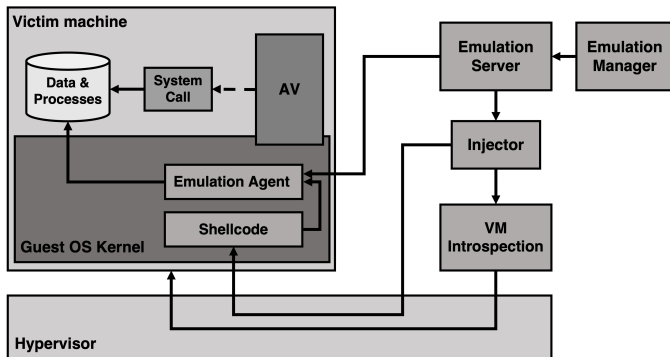 Victim machine
Data &
Processes
System
Call
AV
Emulation
Server
Emulation
Manager
Injector
Emulation Agent
Shellcode
Guest OS Kernel
VM
Introspection
Hypervisor